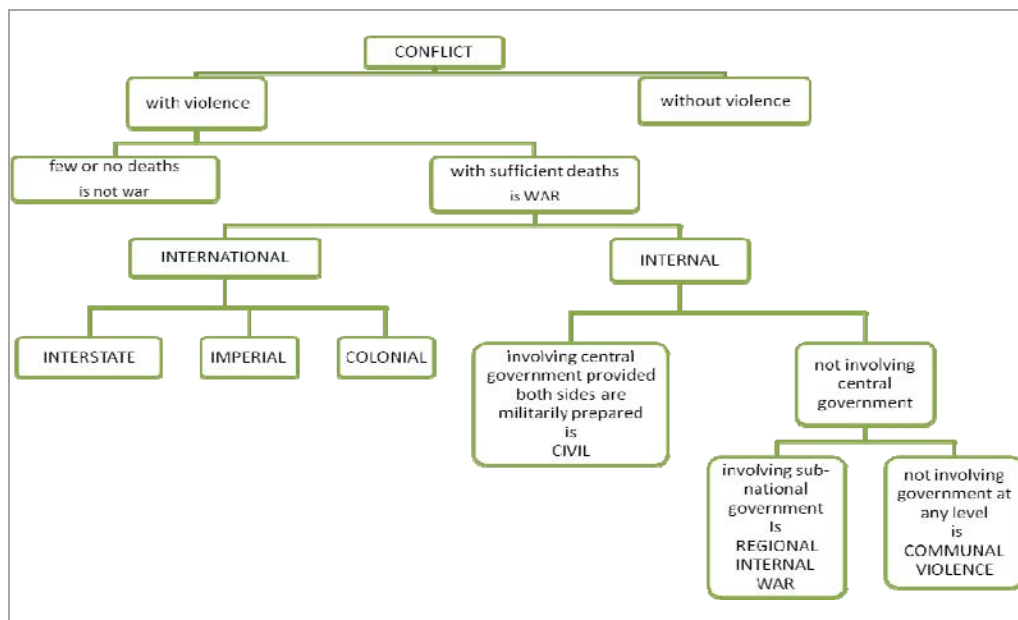 CONFLICT
with violence
without violence
few or no deaths
is not war
with sufficient deaths
is WAR
INTERNATIONAL
INTERNAL
INTERSTATE
IMPERIAL
COLONIAL
involving central
government provided
both sides are
militarily prepared
is
CIVIL
not involving
central
government
involving sub-
national
government
Is
REGIONAL
INTERNAL
WAR
not involving
government at
any level
is
COMMUNAL
VIOLENCE